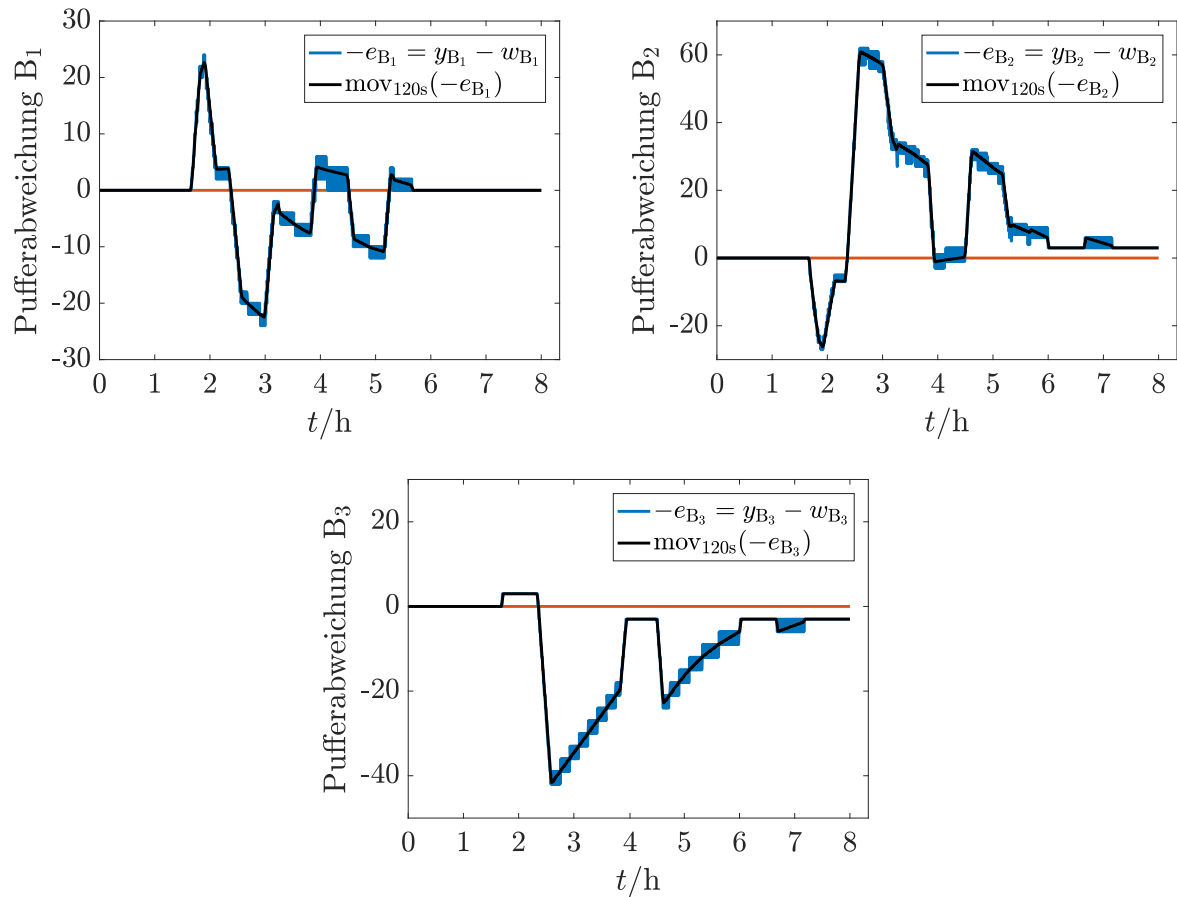 Pufferabweichung B₁
30
20
10
0
-10
-20
-30
0 1 2 3 4 5 6 7 8
t/h
−e_B₁ = y_B₁ − w_B₁
mov₁₂₀ₛ(−e_B₁)
Pufferabweichung B₂
60
40
20
0
-20
0 1 2 3 4 5 6 7 8
t/h
−e_B₂ = y_B₂ − w_B₂
mov₁₂₀ₛ(−e_B₂)
Pufferabweichung B₃
20
0
-20
-40
0 1 2 3 4 5 6 7 8
t/h
−e_B₃ = y_B₃ − w_B₃
mov₁₂₀ₛ(−e_B₃)